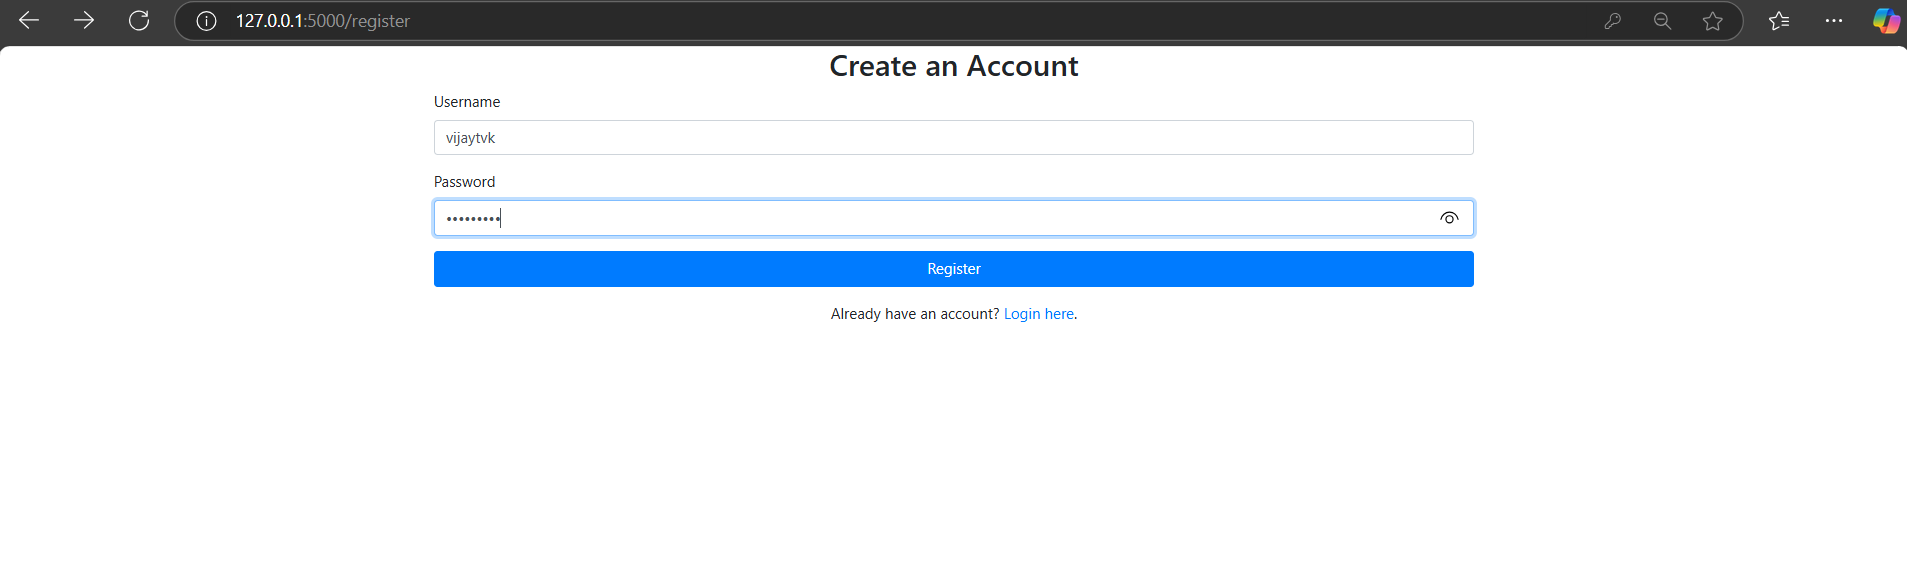 127.0.0.1:5000/register
Create an Account
Username
vijaytvk
Password
•••••••••
Register
Already have an account? Login here.